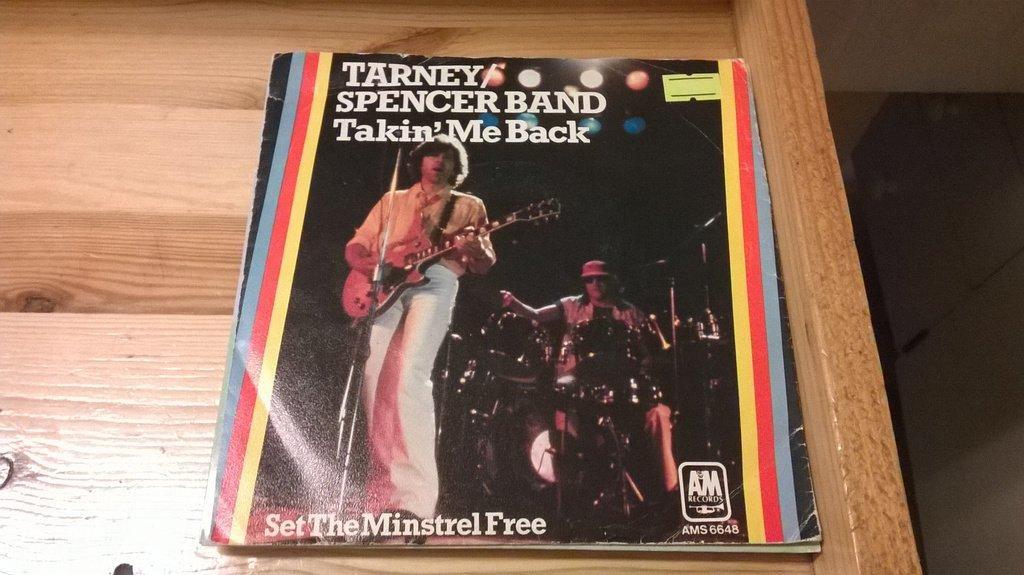 TARNEY/
SPENCER BAND
Takin' Me Back
Set The Minstrel Free
A&M
RECORDS
AMS 6648